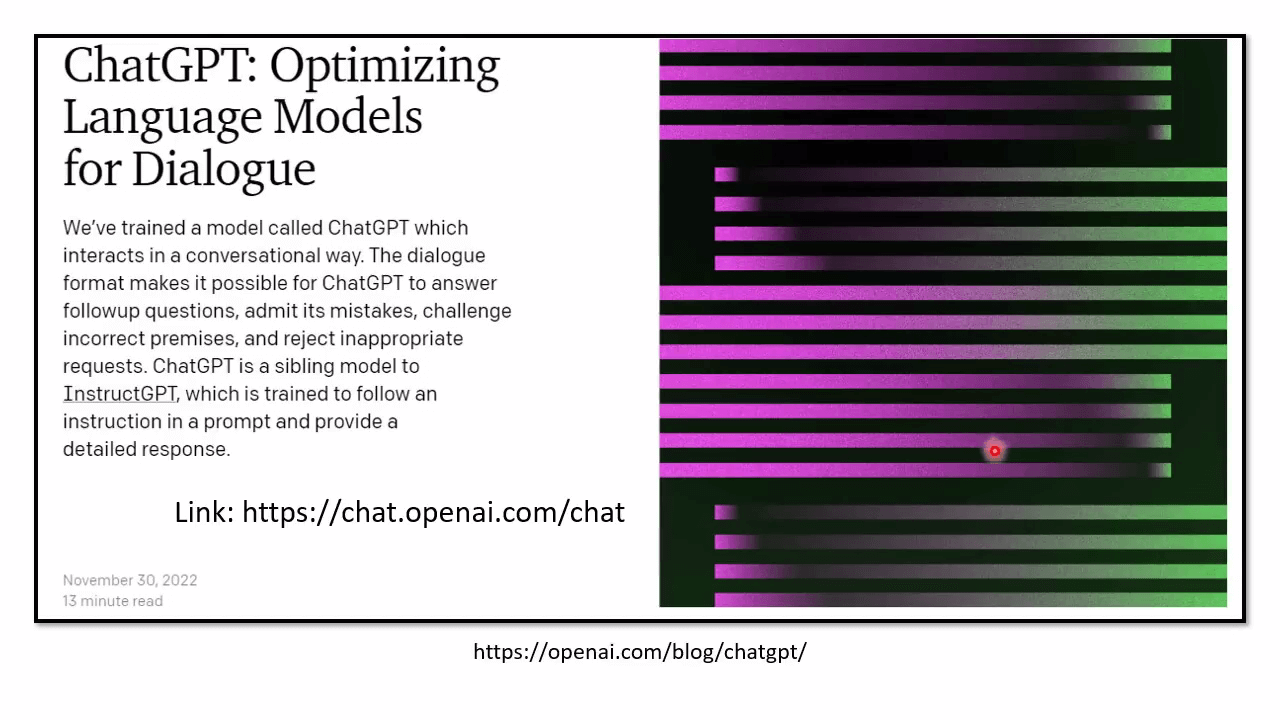 ChatGPT: Optimizing
Language Models
for Dialogue
We’ve trained a model called ChatGPT which
interacts in a conversational way. The dialogue
format makes it possible for ChatGPT to answer
followup questions, admit its mistakes, challenge
incorrect premises, and reject inappropriate
requests. ChatGPT is a sibling model to
InstructGPT, which is trained to follow an
instruction in a prompt and provide a
detailed response.
Link: https://chat.openai.com/chat
November 30, 2022
13 minute read
https://openai.com/blog/chatgpt/